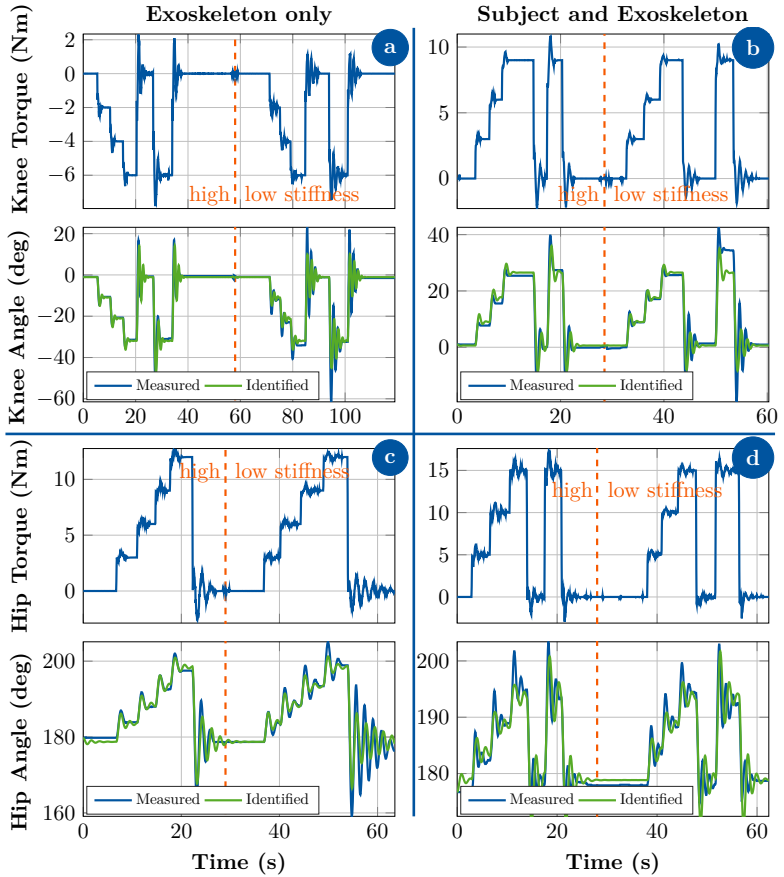 Exoskeleton only
Subject and Exoskeleton
Knee Torque (Nm)
2
0
−2
−4
−6
a
high
low stiffness
10
5
0
b
high
low stiffness
Knee Angle (deg)
20
0
−20
−40
−60
Measured
Identified
0
20
40
60
80
100
40
20
0
Measured
Identified
0
20
40
60
Hip Torque (Nm)
10
5
0
c
high
low stiffness
15
10
5
0
d
high
low stiffness
Hip Angle (deg)
200
180
160
Measured
Identified
0
20
40
60
Time (s)
200
190
180
Measured
Identified
0
20
40
60
Time (s)